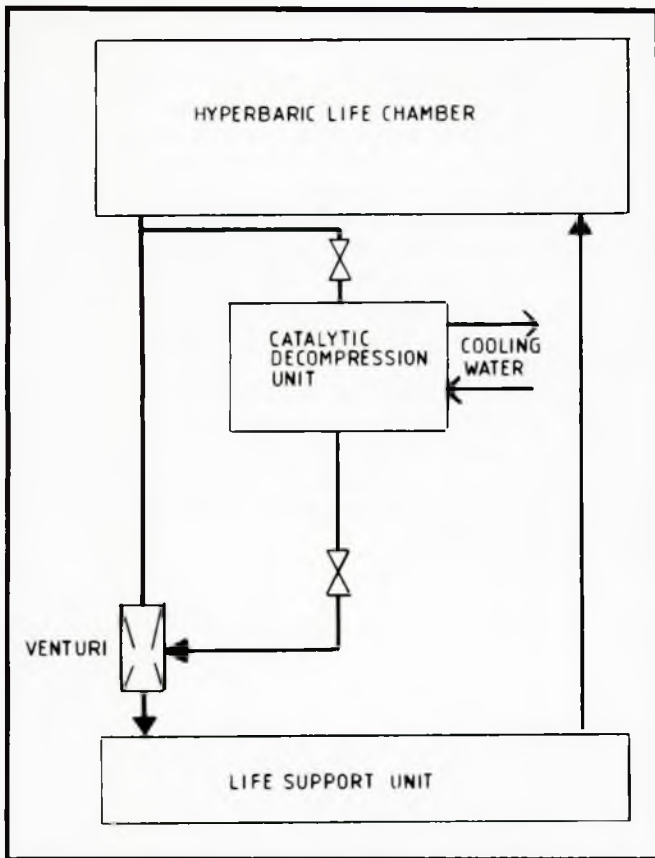 HYPERBARIC LIFE CHAMBER
CATALYTIC
DECOMPRESSION
UNIT
COOLING
WATER
VENTURI
LIFE SUPPORT UNIT